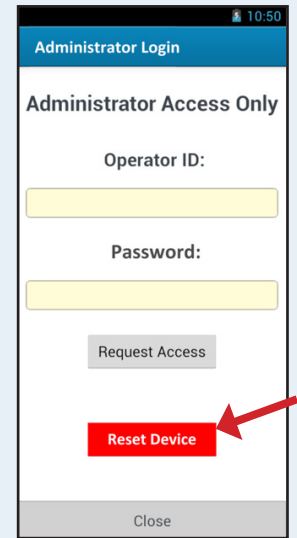 10:50
Administrator Login
Administrator Access Only
Operator ID:
Password:
Request Access
Reset Device
Close